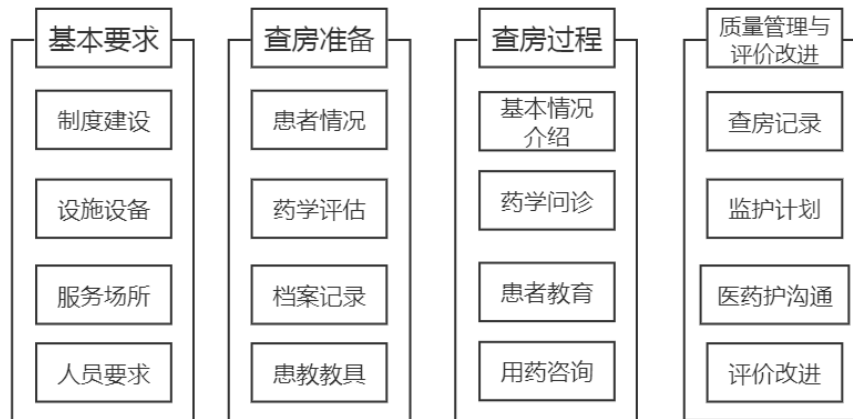 基本要求
制度建设
设施设备
服务场所
人员要求
查房准备
患者情况
药学评估
档案记录
患教教具
查房过程
基本情况
介绍
药学问诊
患者教育
用药咨询
质量管理与
评价改进
查房记录
监护计划
医药护沟通
评价改进